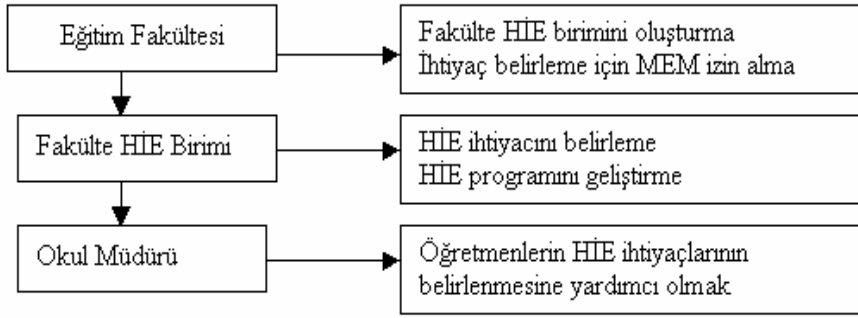 Eğitim Fakültesi
Fakülte HİE birimini oluşturma
İhtiyaç belirleme için MEM izin alma
Fakülte HİE Birimi
HİE ihtiyacını belirleme
HİE programını geliştirme
Okul Müdürü
Öğretmenlerin HİE ihtiyaçlarının
belirlenmesine yardımcı olmak